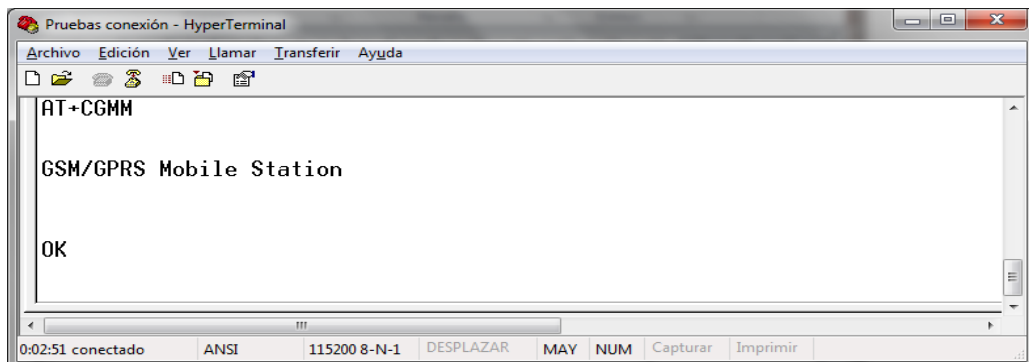 Pruebas conexión - HyperTerminal
Archivo Edición Ver Llamar Transferir Ayuda
AT+CGMM
GSM/GPRS Mobile Station
OK
0:02:51 conectado ANSI 115200 8-N-1 DESPLAZAR MAY NUM Capturar Imprimir